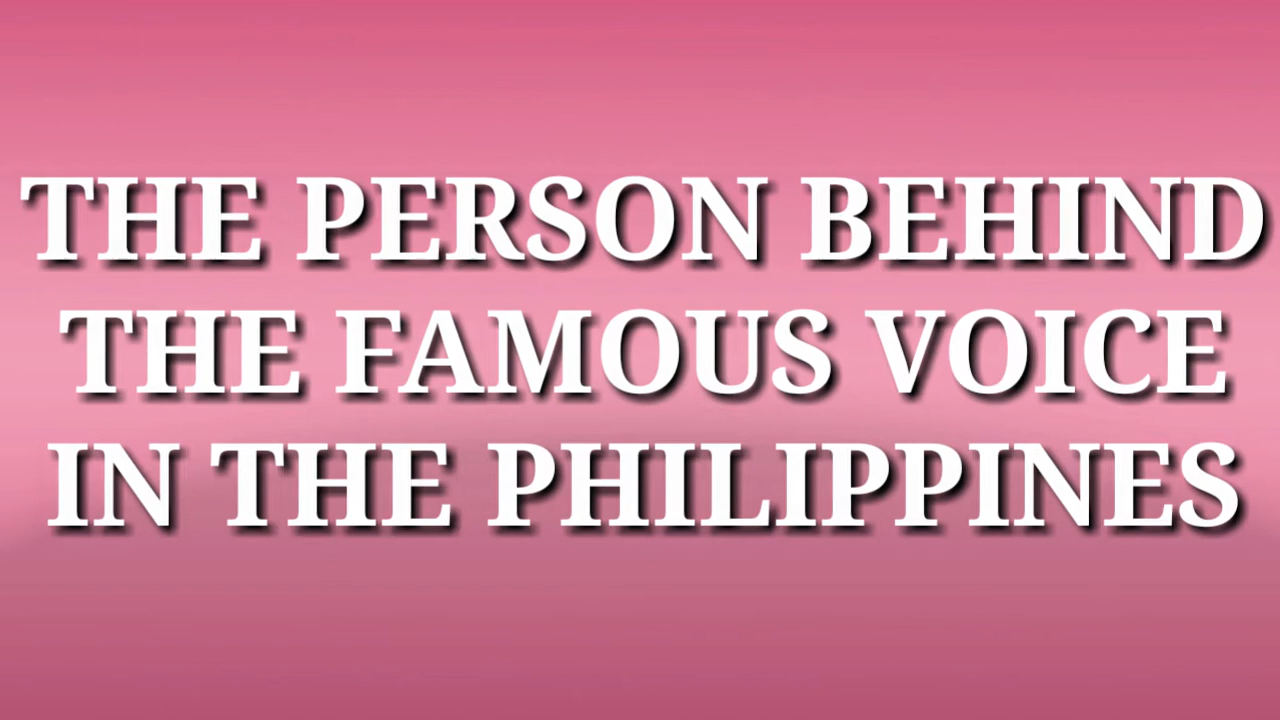 THE PERSON BEHIND
THE FAMOUS VOICE
IN THE PHILIPPINES